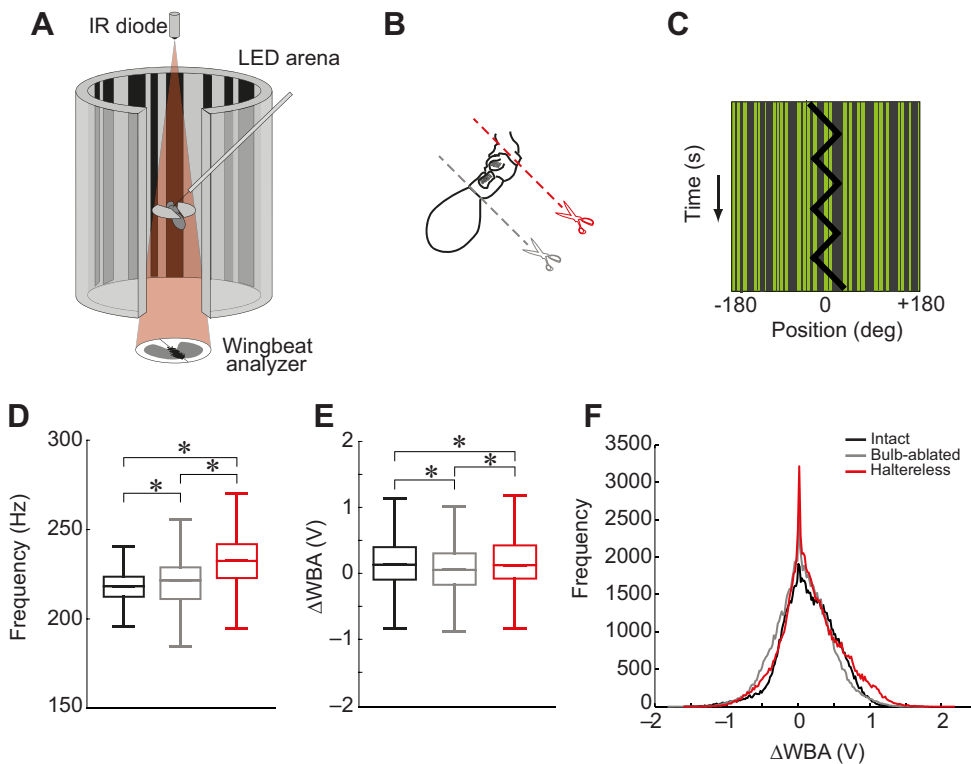 A
IR diode
LED arena
Wingbeat
analyzer
B
C
Time (s)
-180
0
+180
Position (deg)
D
Frequency (Hz)
300
250
200
150
*
*
*
E
ΔWBA (V)
2
1
0
–1
–2
*
*
*
F
Frequency
3500
3000
2500
2000
1500
1000
500
0
–2
–1
0
1
2
ΔWBA (V)
Intact
Bulb-ablated
Haltereless